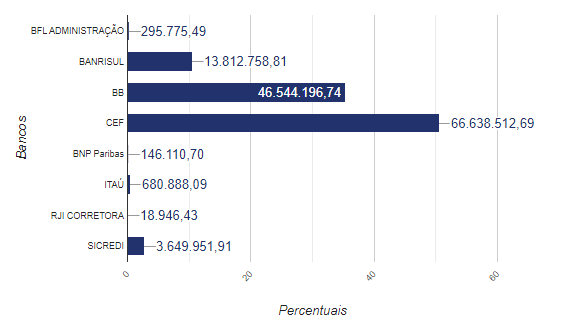 BFL ADMINISTRAÇÃO 295.775,49
BANRISUL 13.812.758,81
BB 46.544.196,74
CEF 66.638.512,69
BNP Paribas 146.110,70
ITAÚ 680.888,09
RJI CORRETORA 18.946,43
SICREDI 3.649.951,91
Bancos
0 20 40 60
Percentuais